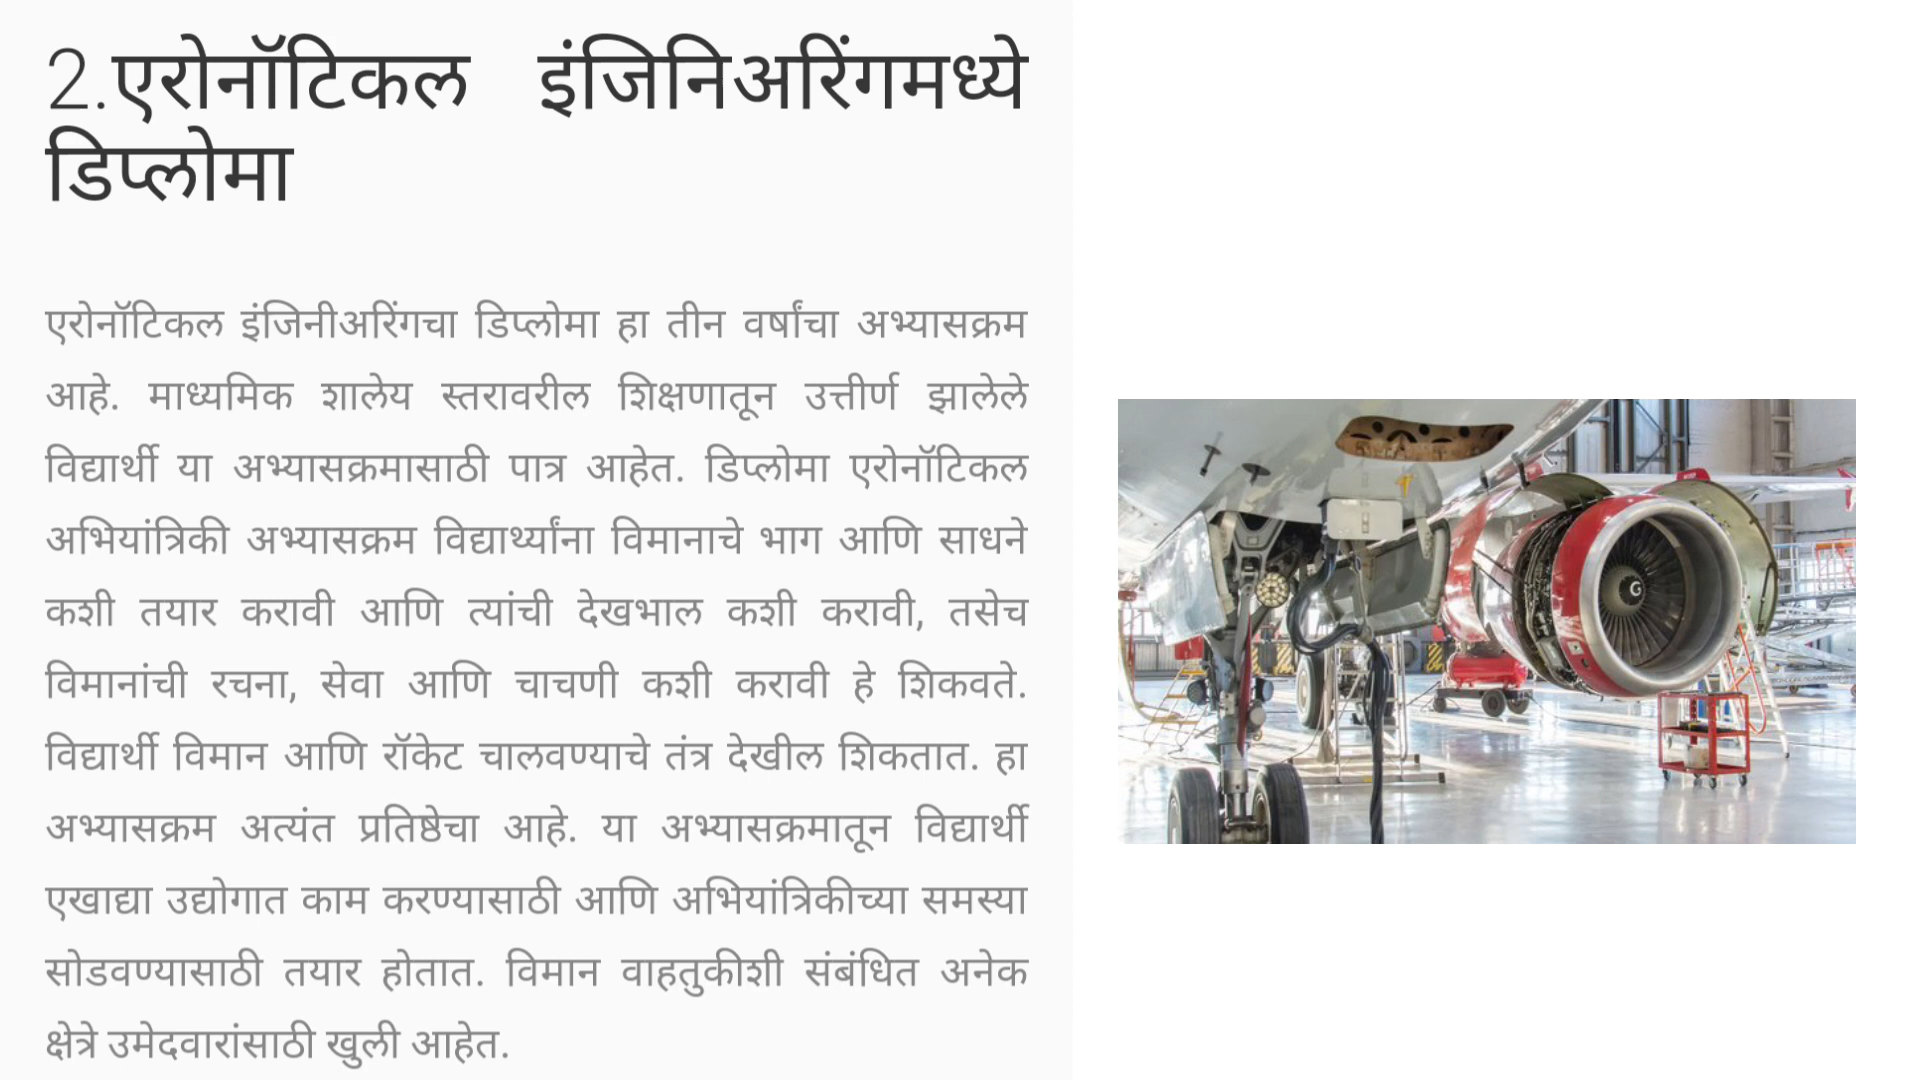 2.एरोनॉटिकल इंजिनिअरिंगमध्ये
डिप्लोमा
एरोनॉटिकल इंजिनीअरिंगचा डिप्लोमा हा तीन वर्षांचा अभ्यासक्रम
आहे. माध्यमिक शालेय स्तरावरील शिक्षणातून उत्तीर्ण झालेले
विद्यार्थी या अभ्यासक्रमासाठी पात्र आहेत. डिप्लोमा एरोनॉटिकल
अभियांत्रिकी अभ्यासक्रम विद्यार्थ्यांना विमानाचे भाग आणि साधने
कशी तयार करावी आणि त्यांची देखभाल कशी करावी, तसेच
विमानांची रचना, सेवा आणि चाचणी कशी करावी हे शिकवते.
विद्यार्थी विमान आणि रॉकेट चालवण्याचे तंत्र देखील शिकतात. हा
अभ्यासक्रम अत्यंत प्रतिष्ठेचा आहे. या अभ्यासक्रमातून विद्यार्थी
एखाद्या उद्योगात काम करण्यासाठी आणि अभियांत्रिकीच्या समस्या
सोडवण्यासाठी तयार होतात. विमान वाहतुकीशी संबंधित अनेक
क्षेत्रे उमेदवारांसाठी खुली आहेत.